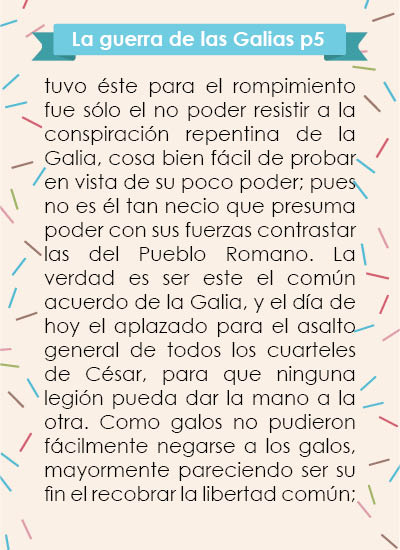 La guerra de las Galias p5
tuvo éste para el rompimiento
fue sólo el no poder resistir a la
conspiración repentina de la
Galia, cosa bien fácil de probar
en vista de su poco poder; pues
no es él tan necio que presuma
poder con sus fuerzas contrastar
las del Pueblo Romano. La
verdad es ser este el común
acuerdo de la Galia, y el día de
hoy el aplazado para el asalto
general de todos los cuarteles
de César, para que ninguna
legión pueda dar la mano a la
otra. Como galos no pudieron
fácilmente negarse a los galos,
mayormente pareciendo ser su
fin el recobrar la libertad común;